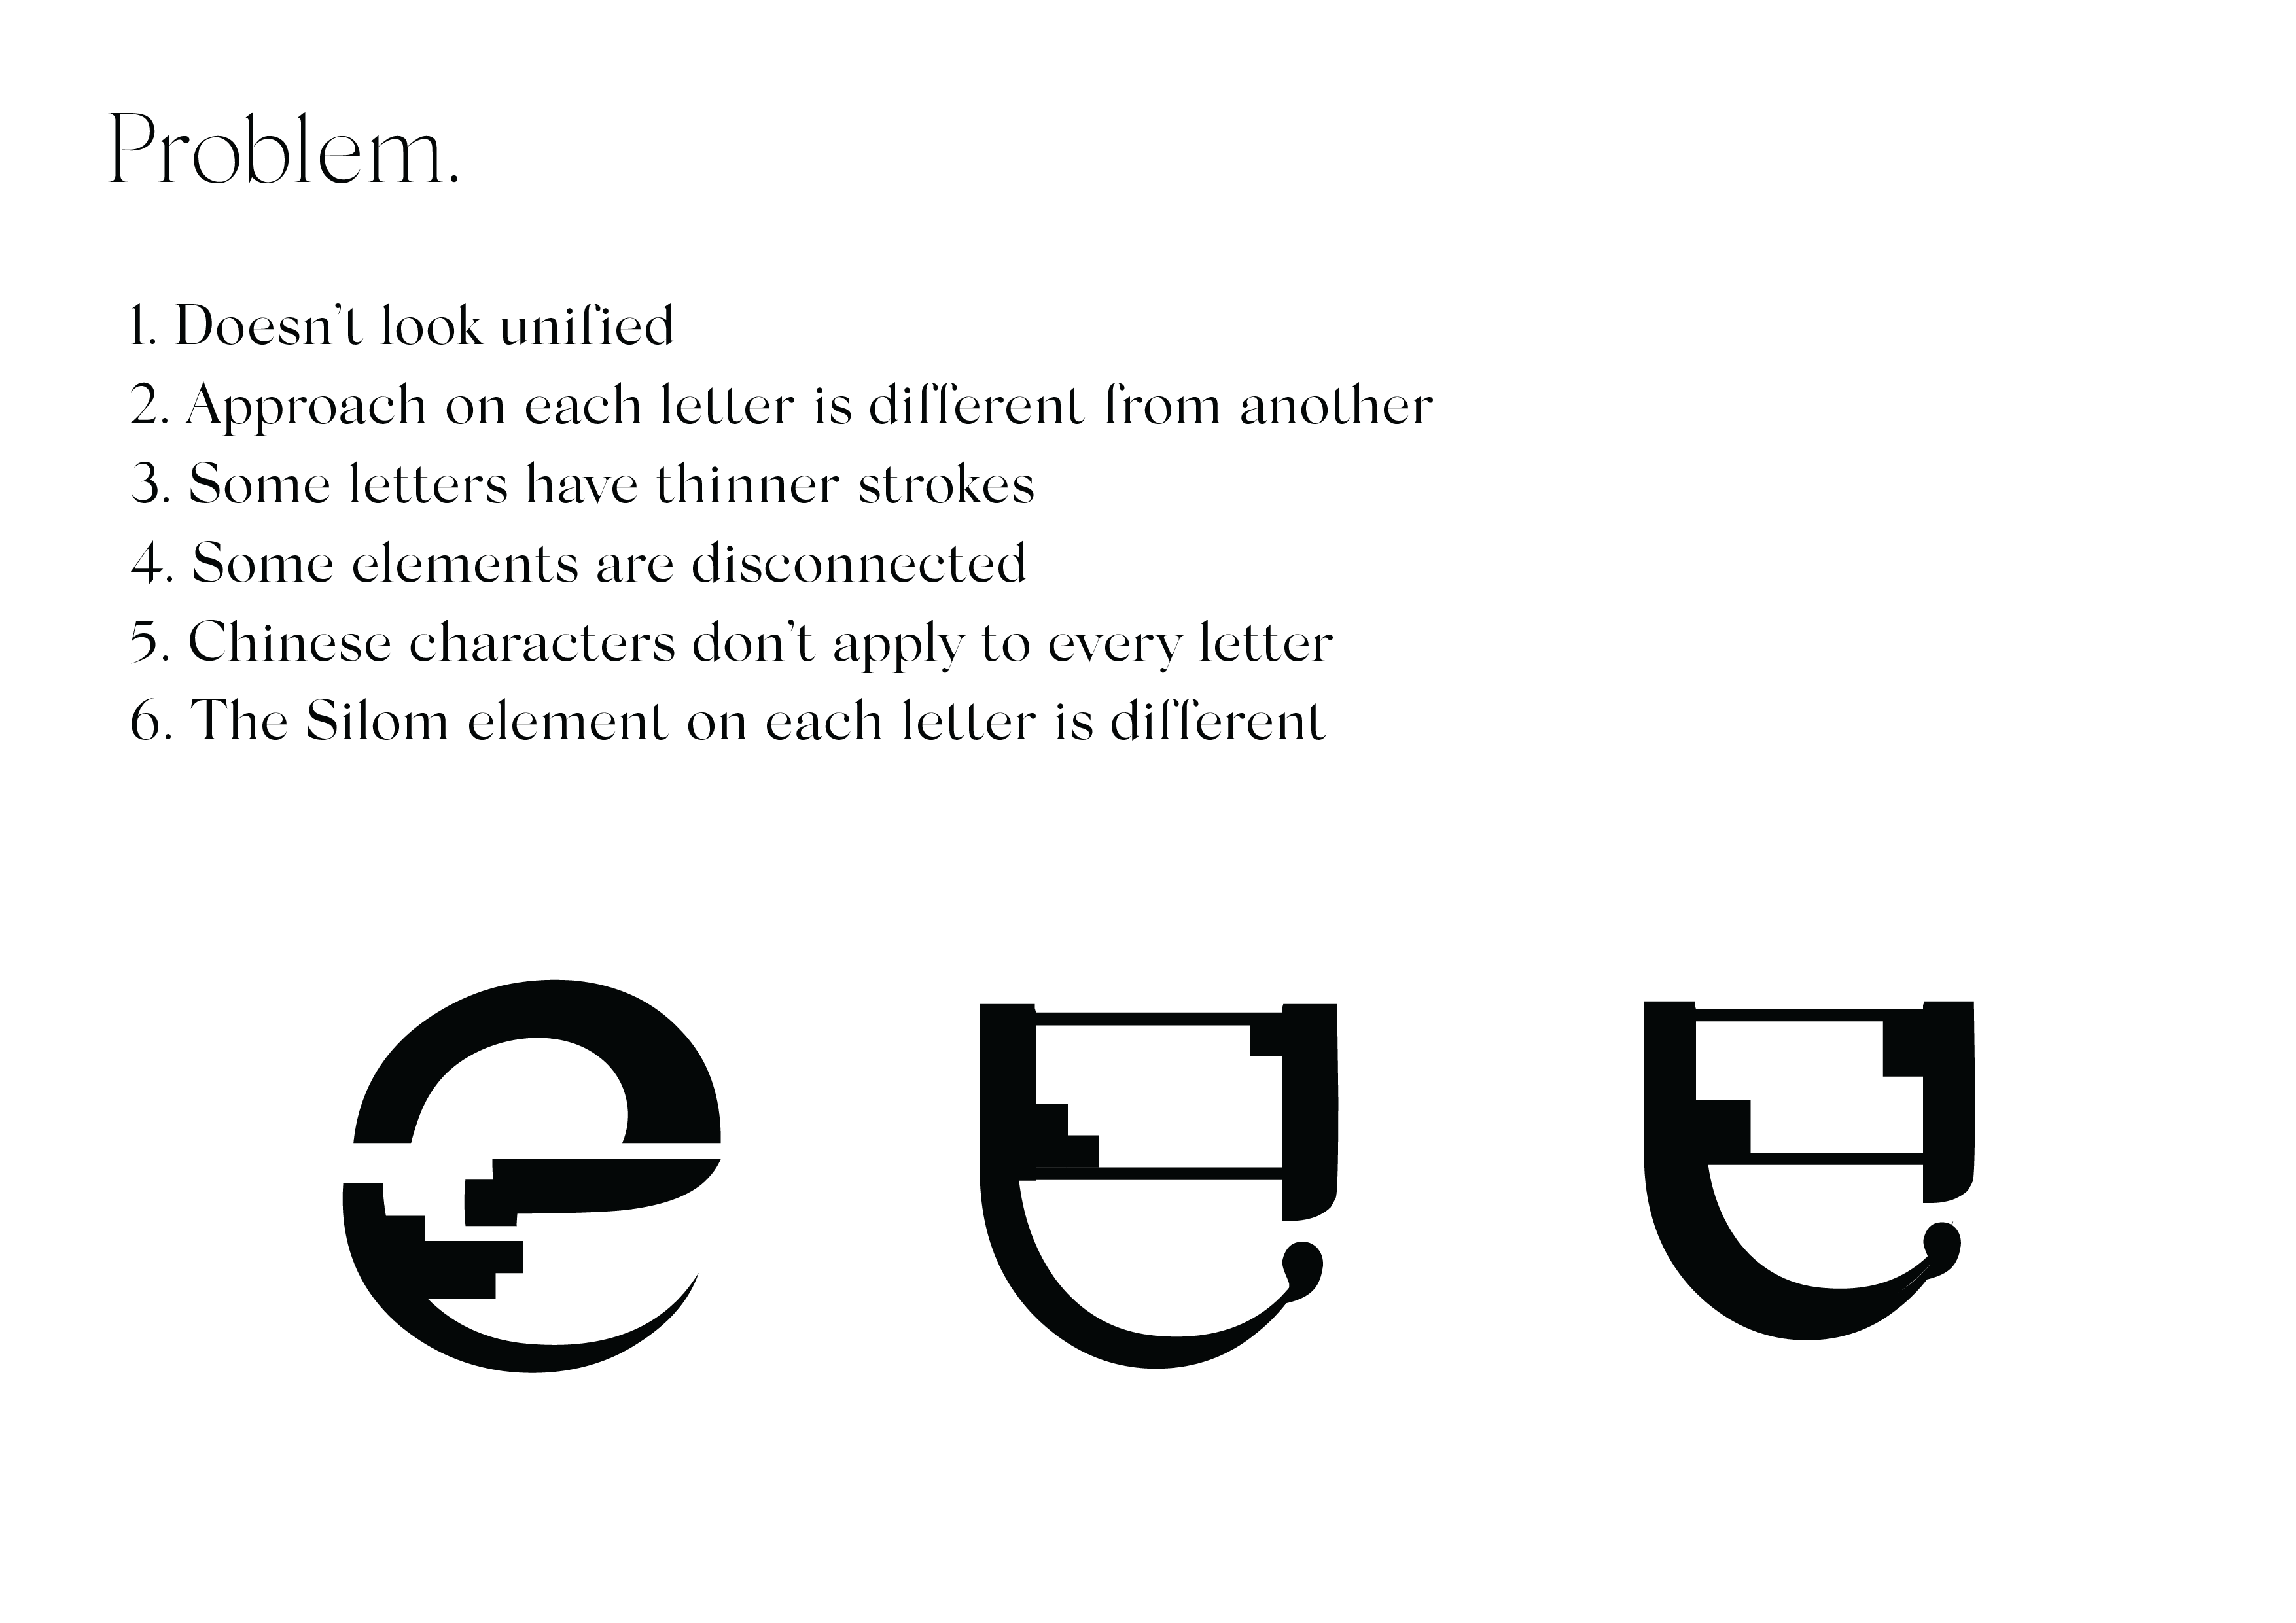 Problem.
1. Doesn't look unified
2. Approach on each letter is different from another
3. Some letters have thinner strokes
4. Some elements are disconnected
5. Chinese characters don't apply to every letter
6. The Silom element on each letter is different
e e e